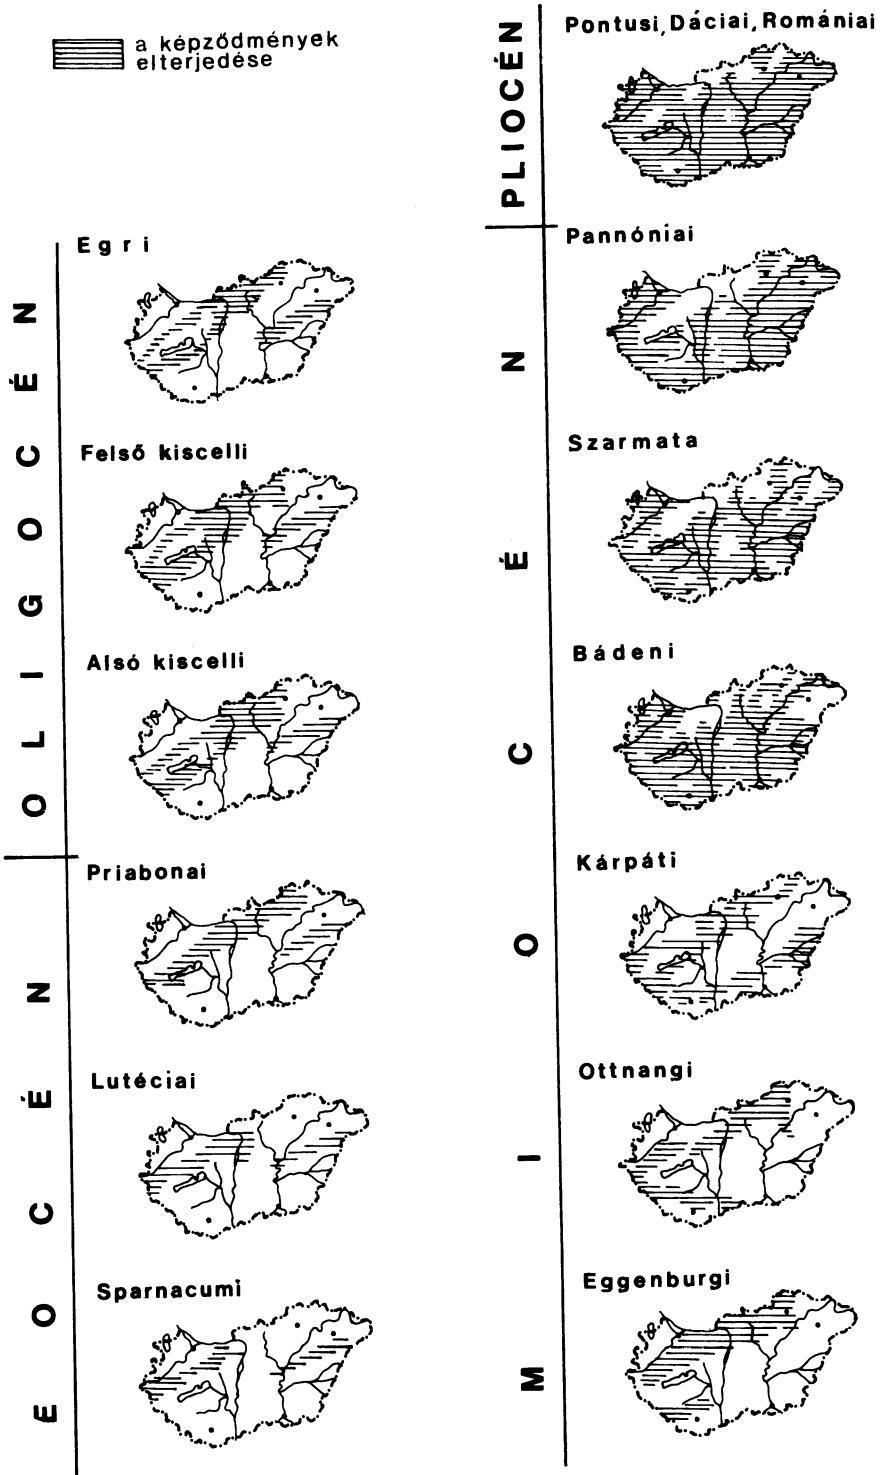 a képződmények
elterjedése
OLIGOCÉN
Egri
Felső kiscelli
Alsó kiscelli
EOCÉN
Priabonai
Lutéciai
Sparnacumi
PLIOCÉN
Pontusi, Dáciai, Romániai
MIOCÉN
Pannóniai
Szarmata
Bádeni
Kárpáti
Ottnangi
Eggenburgi